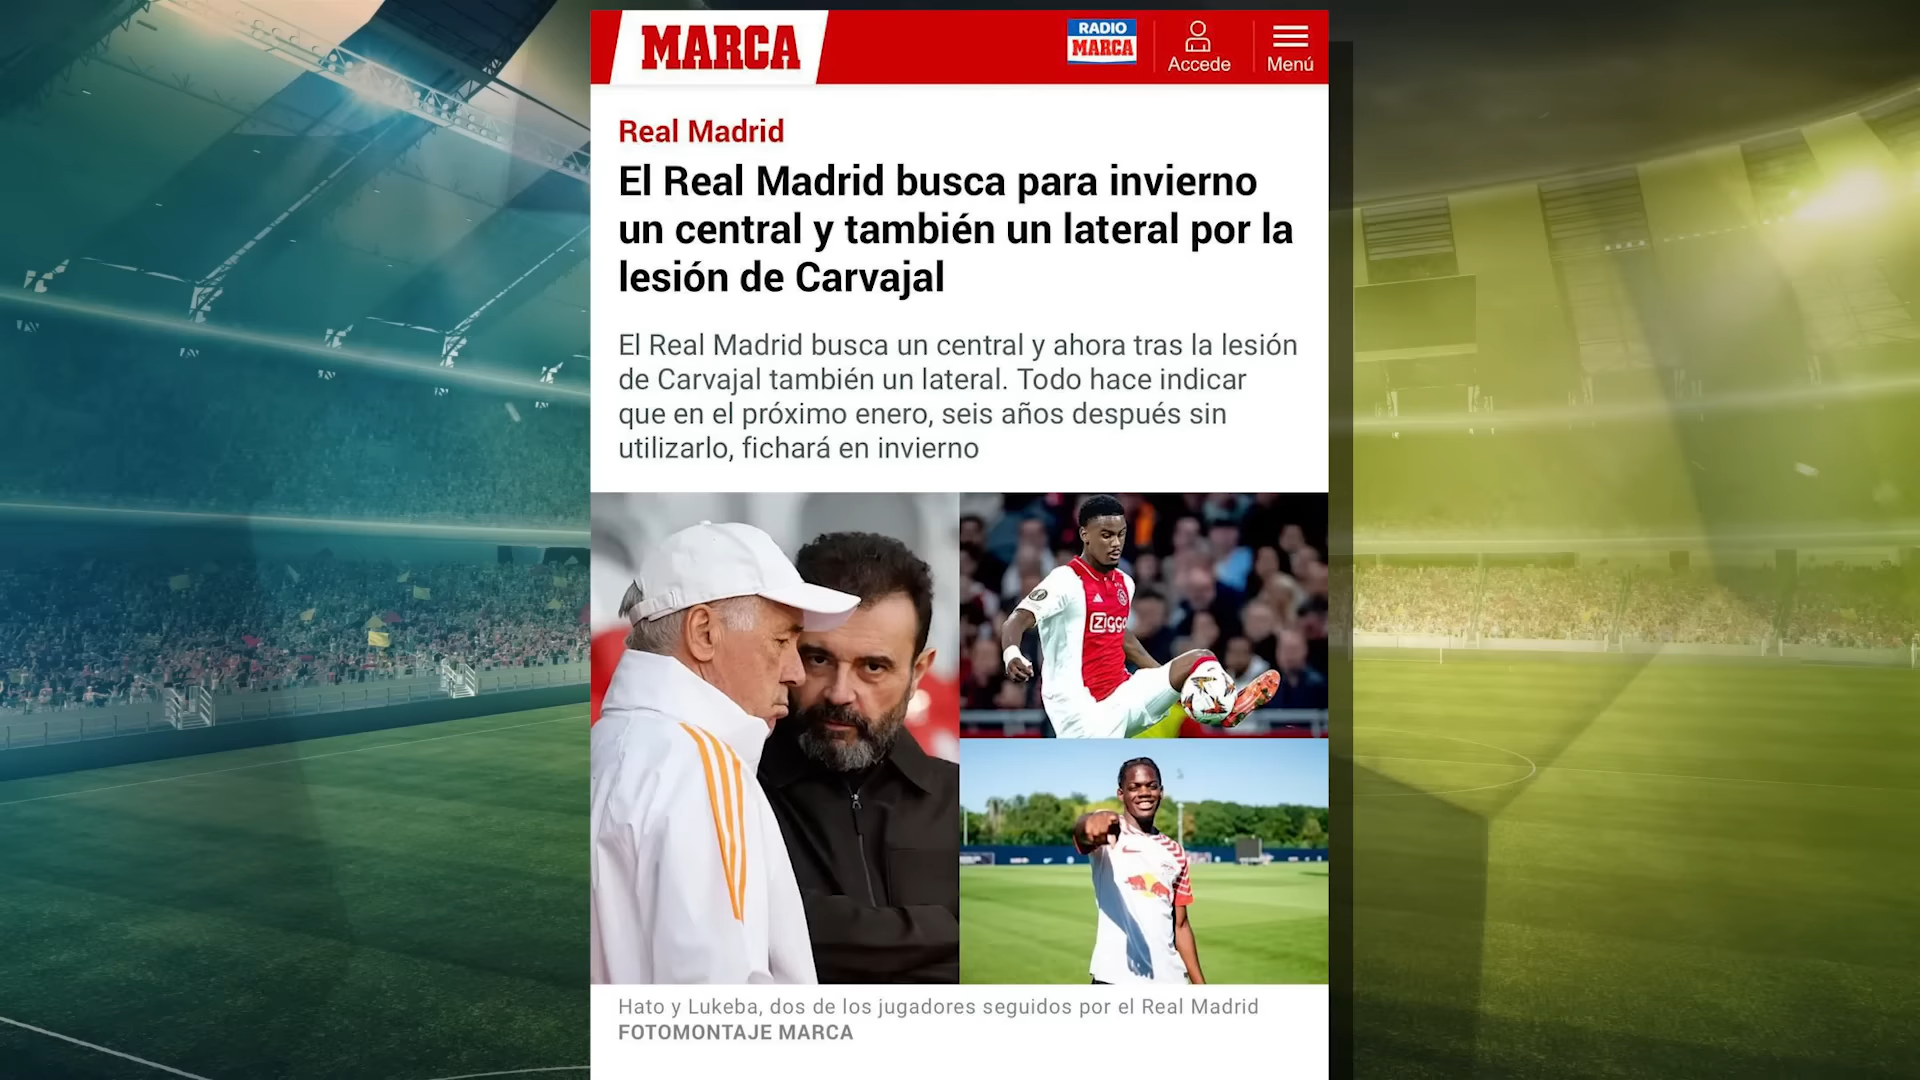 MARCA
RADIO
MARCA
Accede
Menú
Real Madrid
El Real Madrid busca para invierno
un central y también un lateral por la
lesión de Carvajal
El Real Madrid busca un central y ahora tras la lesión
de Carvajal también un lateral. Todo hace indicar
que en el próximo enero, seis años después sin
utilizarlo, fichará en invierno
Ziggo
Hato y Lukeba, dos de los jugadores seguidos por el Real Madrid
FOTOMONTAJE MARCA